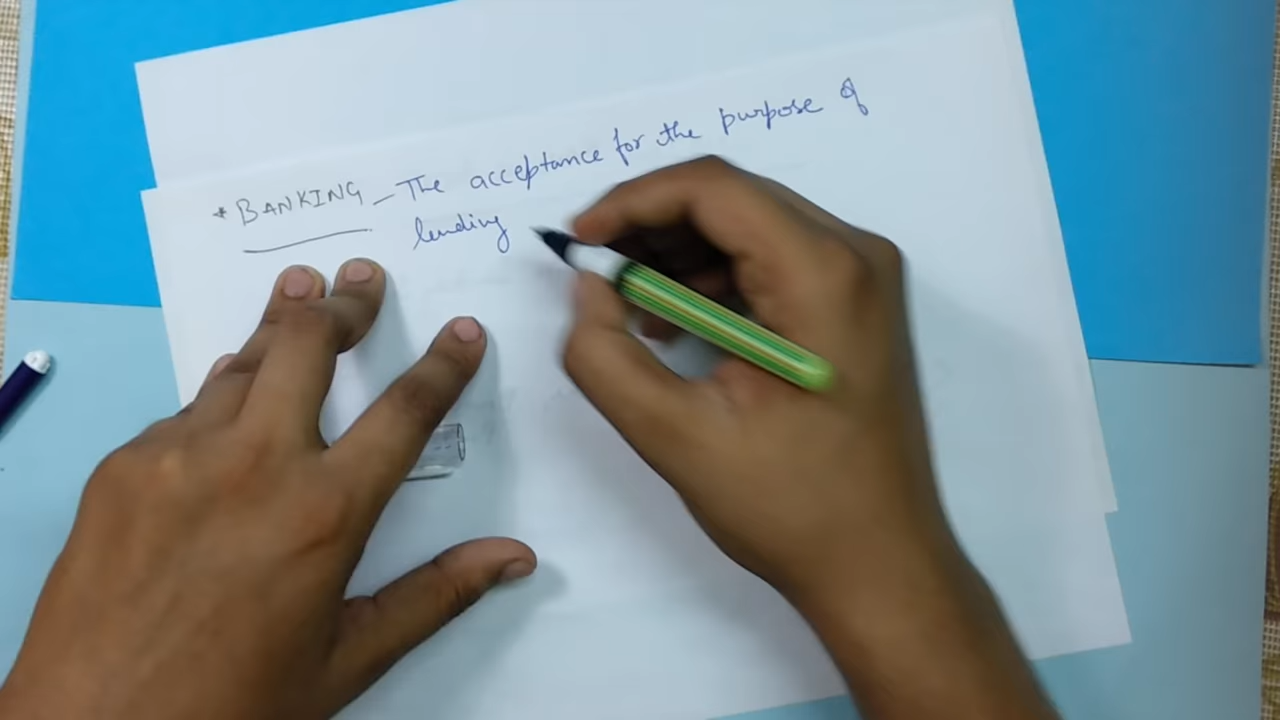 * BANKING - The acceptance for the purpose of
lending